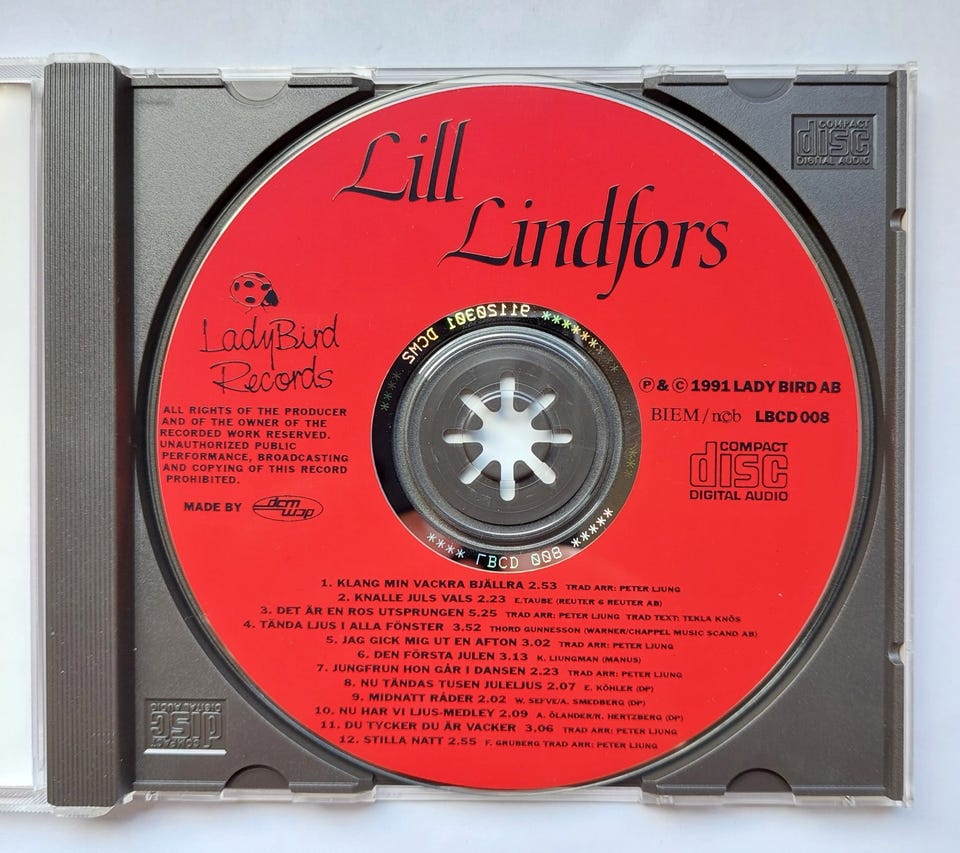 COMPACT
disc
DIGITAL AUDIO
Lill
Lindfors
LadyBird
Records
ALL RIGHTS OF THE PRODUCER
AND OF THE OWNER OF THE
RECORDED WORK RESERVED.
UNAUTHORIZED PUBLIC
PERFORMANCE, BROADCASTING
AND COPYING OF THIS RECORD
PROHIBITED.
MADE BY dcm
91120301 DCM2
**** LBCD 008 *****
Ⓟ & © 1991 LADY BIRD AB
BIEM/ncb LBCD 008
COMPACT
disc
DIGITAL AUDIO
1. KLANG MIN VACKRA BJÄLLRA 2.53 TRAD ARR: PETER LJUNG
2. KNALLE JULS VALS 2.23 E.TAUBE (REUTER & REUTER AB)
3. DET ÄR EN ROS UTSPRUNGEN 5.25 TRAD ARR: PETER LJUNG TRAD TEXT: TEKLA KNÖS
4. TÄNDA LJUS I ALLA FÖNSTER 3.52 THORD GUNNESSON (WARNER/CHAPPEL MUSIC SCAND AB)
5. JAG GICK MIG UT EN AFTON 3.02 TRAD ARR: PETER LJUNG
6. DEN FÖRSTA JULEN 3.13 K. LJUNGMAN (MANUS)
7. JUNGFRUN HON GÅR I DANSEN 2.23 TRAD ARR: PETER LJUNG
8. NU TÄNDAS TUSEN JULELJUS 2.07 E. KÖHLER (DP)
9. MIDNATT RÅDER 2.02 W. SEFVE/A. SMEDBERG (DP)
10. NU HAR VI LJUS-MEDLEY 2.09 A. ÖLANDER/R. HERTZBERG (DP)
11. DU TYCKER DU ÄR VACKER 3.06 TRAD ARR: PETER LJUNG
12. STILLA NATT 2.55 F. GRUBERG TRAD ARR: PETER LJUNG
COMPACT
disc
DIGITAL AUDIO